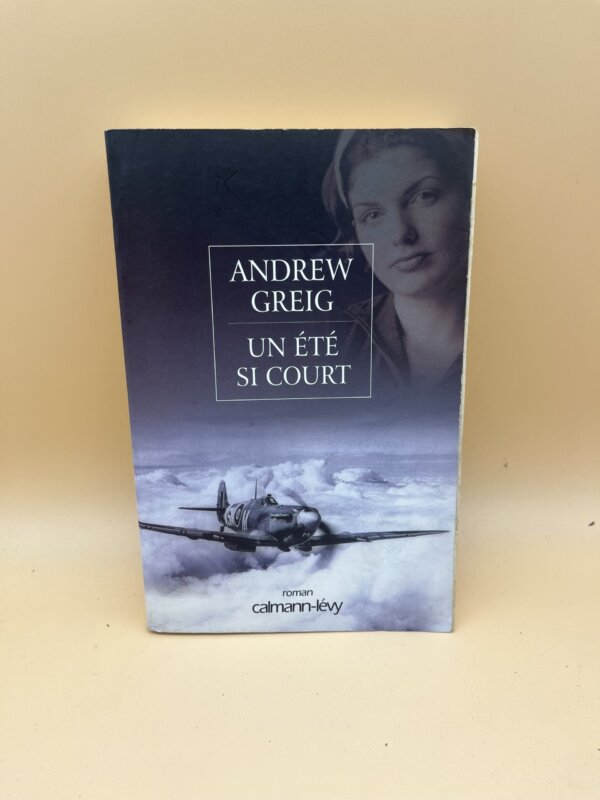 ANDREW
GREIG
UN ÉTÉ
SI COURT
roman
calmann-lévy